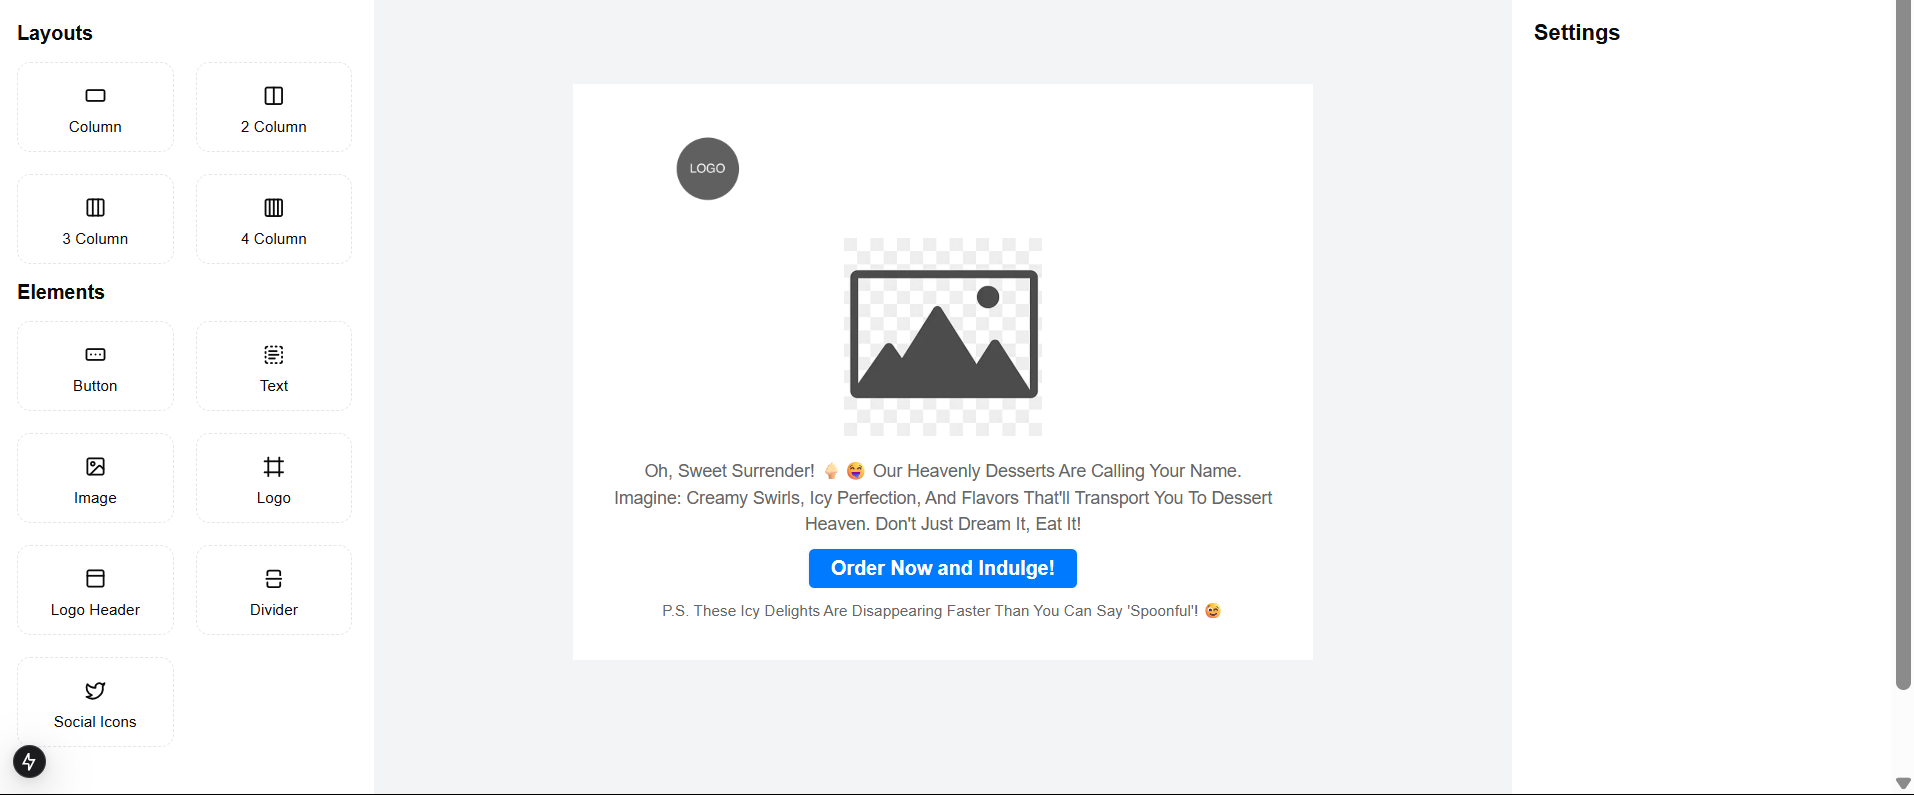 Layouts
Column
2 Column
3 Column
4 Column
Elements
Button
Text
Image
Logo
Logo Header
Divider
Social Icons
LOGO
Oh, Sweet Surrender! 🍦 😝 Our Heavenly Desserts Are Calling Your Name.
Imagine: Creamy Swirls, Icy Perfection, And Flavors That'll Transport You To Dessert
Heaven. Don't Just Dream It, Eat It!
Order Now and Indulge!
P.S. These Icy Delights Are Disappearing Faster Than You Can Say 'Spoonful'! 😉
Settings